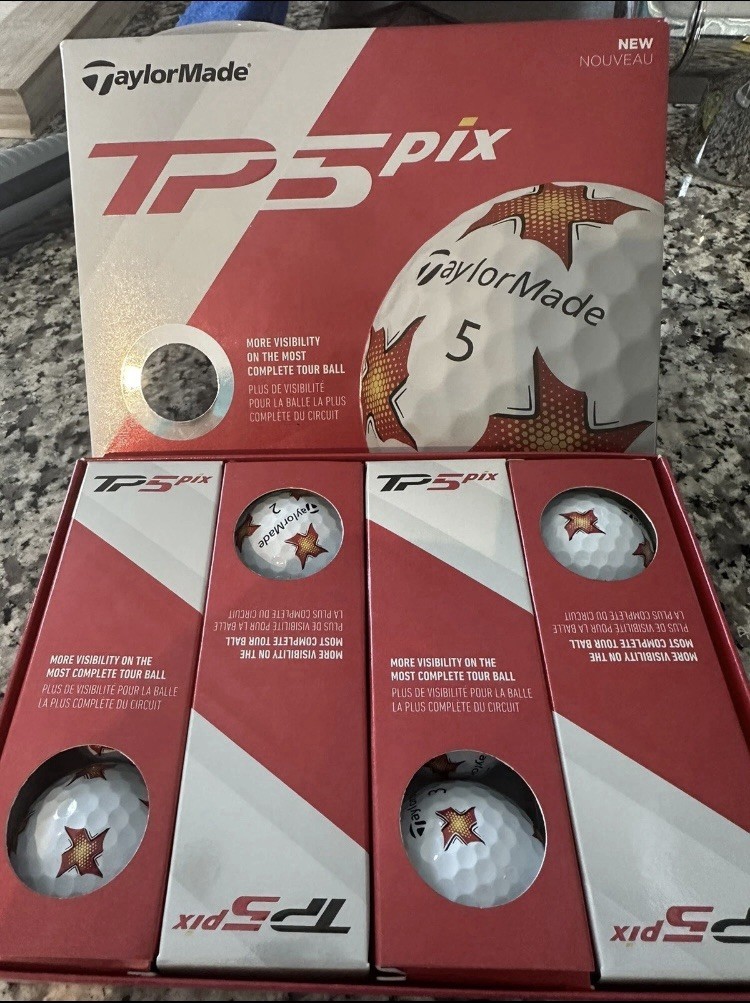 TaylorMade
NEW
NOUVEAU
TP5pix
TaylorMade
5
MORE VISIBILITY
ON THE MOST
COMPLETE TOUR BALL
PLUS DE VISIBILITÉ
POUR LA BALLE LA PLUS
COMPLÈTE DU CIRCUIT
TP5pix
MORE VISIBILITY ON THE
MOST COMPLETE TOUR BALL
PLUS DE VISIBILITÉ POUR LA BALLE
LA PLUS COMPLÈTE DU CIRCUIT
TaylorMade
2
MORE VISIBILITY ON THE
MOST COMPLETE TOUR BALL
PLUS DE VISIBILITÉ POUR LA BALLE
LA PLUS COMPLÈTE DU CIRCUIT
TP5pix
TP5pix
MORE VISIBILITY ON THE
MOST COMPLETE TOUR BALL
PLUS DE VISIBILITÉ POUR LA BALLE
LA PLUS COMPLÈTE DU CIRCUIT
3
MORE VISIBILITY ON THE
MOST COMPLETE TOUR BALL
PLUS DE VISIBILITÉ POUR LA BALLE
LA PLUS COMPLÈTE DU CIRCUIT
TP5pix